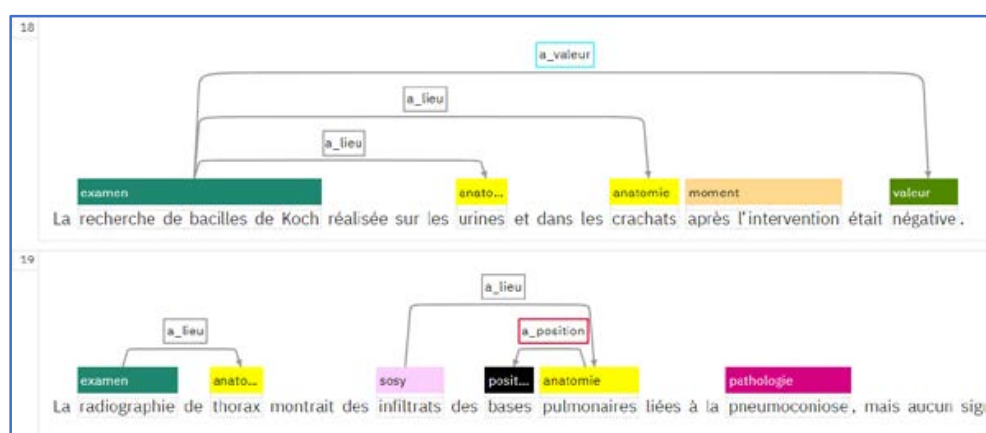 18
a_valeur
a_lieu
a_lieu
examen anato... anatomie moment valeur
La recherche de bacilles de Koch réalisée sur les urines et dans les crachats après l'intervention était négative.
19
a_lieu
a_lieu a_position
examen anato... sosy posit... anatomie pathologie
La radiographie de thorax montrait des infiltrats des bases pulmonaires liées à la pneumoconiose, mais aucun sig